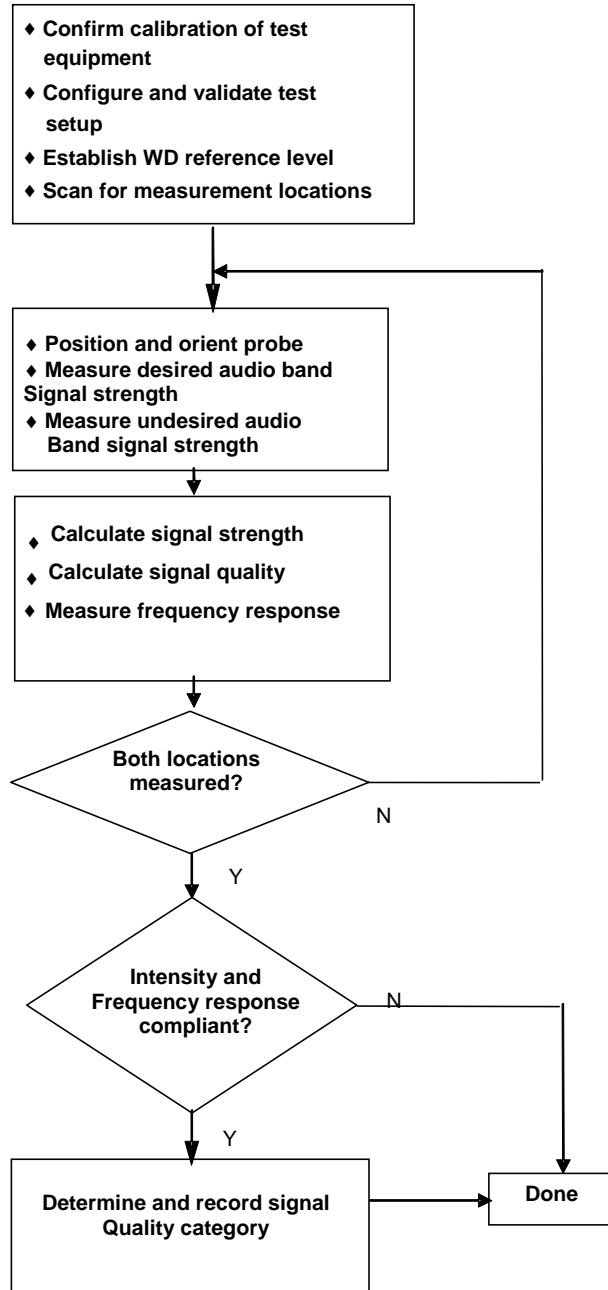 ♦ Confirm calibration of test
equipment
♦ Configure and validate test
setup
♦ Establish WD reference level
♦ Scan for measurement locations
♦ Position and orient probe
♦ Measure desired audio band
Signal strength
♦ Measure undesired audio
Band signal strength
♦ Calculate signal strength
♦ Calculate signal quality
♦ Measure frequency response
Both locations
measured?
N
Y
Intensity and
Frequency response
compliant?
N
Y
Determine and record signal
Quality category
Done